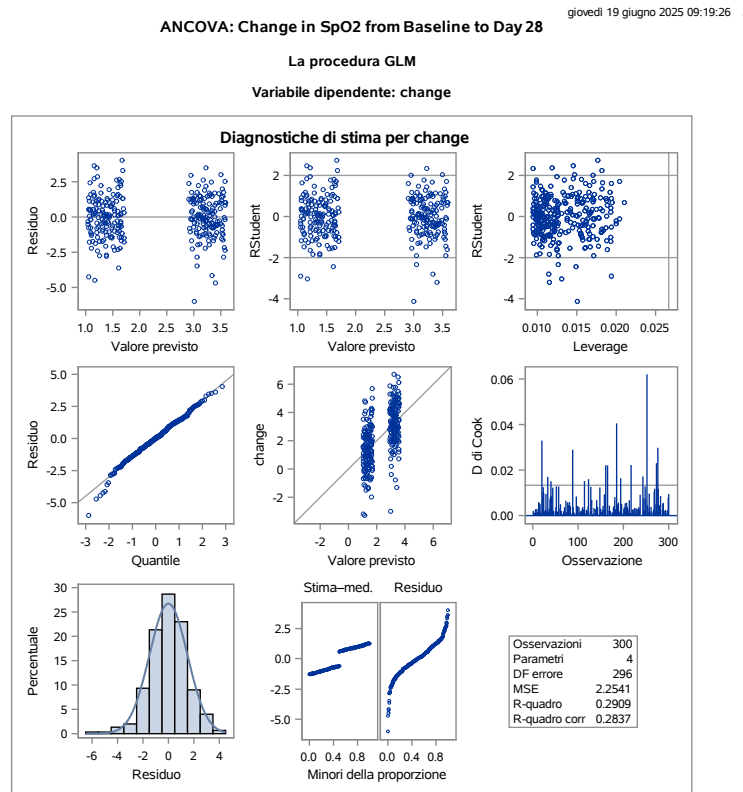 giovedì 19 giugno 2025 09:19:26
ANCOVA: Change in SpO2 from Baseline to Day 28
La procedura GLM
Variabile dipendente: change
Diagnostiche di stima per change
Residuo
2.5
0.0
-2.5
-5.0
1.0 1.5 2.0 2.5 3.0 3.5
Valore previsto
RStudent
2
0
-2
-4
1.0 1.5 2.0 2.5 3.0 3.5
Valore previsto
RStudent
2
0
-2
-4
0.010 0.015 0.020 0.025
Leverage
Residuo
5.0
2.5
0.0
-2.5
-5.0
-3 -2 -1 0 1 2 3
Quantile
change
6
4
2
0
-2
-2 0 2 4 6
Valore previsto
D di Cook
0.06
0.04
0.02
0.00
0 100 200 300
Osservazione
Percentuale
30
25
20
15
10
5
0
-6 -4 -2 0 2 4
Residuo
Stima–med. Residuo
2.5
0.0
-2.5
-5.0
0.0 0.4 0.8 0.0 0.4 0.8
Minori della proporzione
Osservazioni 300
Parametri 4
DF errore 296
MSE 2.2541
R-quadro 0.2909
R-quadro corr 0.2837